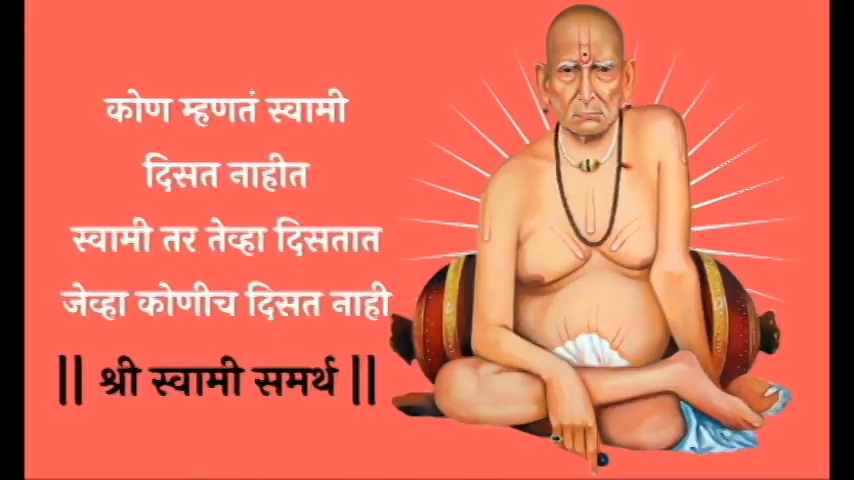 कोण म्हणतं स्वामी
दिसत नाहीत
स्वामी तर तेव्हा दिसतात
जेव्हा कोणीच दिसत नाही
|| श्री स्वामी समर्थ ||